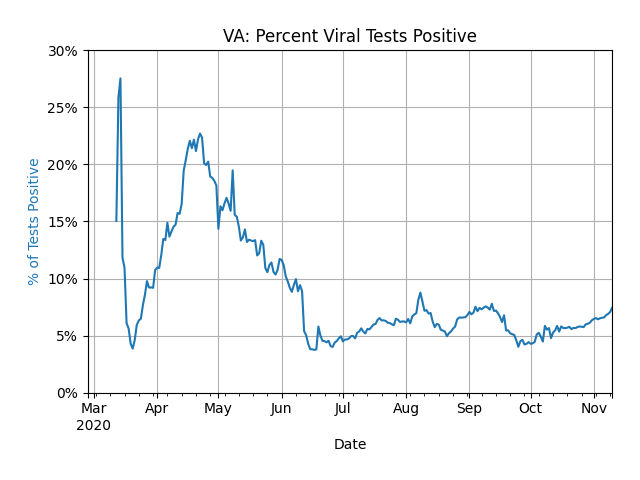 VA: Percent Viral Tests Positive
30%
25%
20%
15%
10%
5%
0%
% of Tests Positive
Mar Apr May Jun Jul Aug Sep Oct Nov
2020
Date